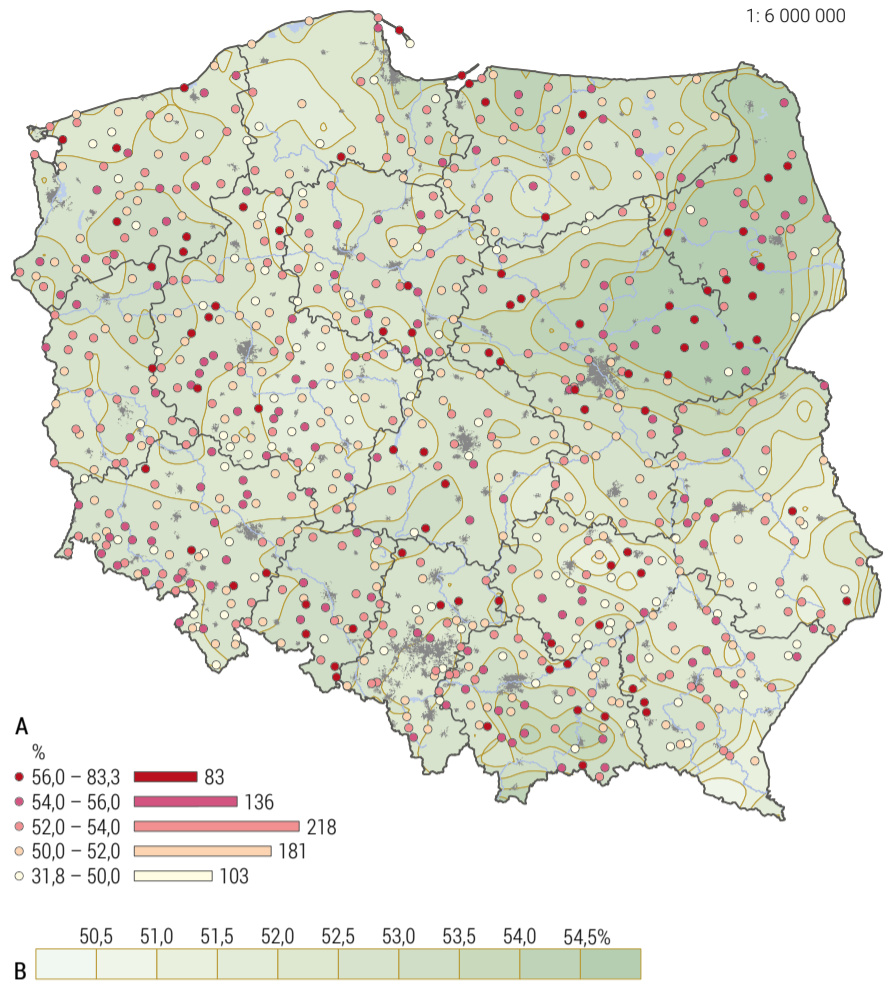 1: 6 000 000
A
%
56,0 – 83,3 83
54,0 – 56,0 136
52,0 – 54,0 218
50,0 – 52,0 181
31,8 – 50,0 103
50,5 51,0 51,5 52,0 52,5 53,0 53,5 54,0 54,5%
B